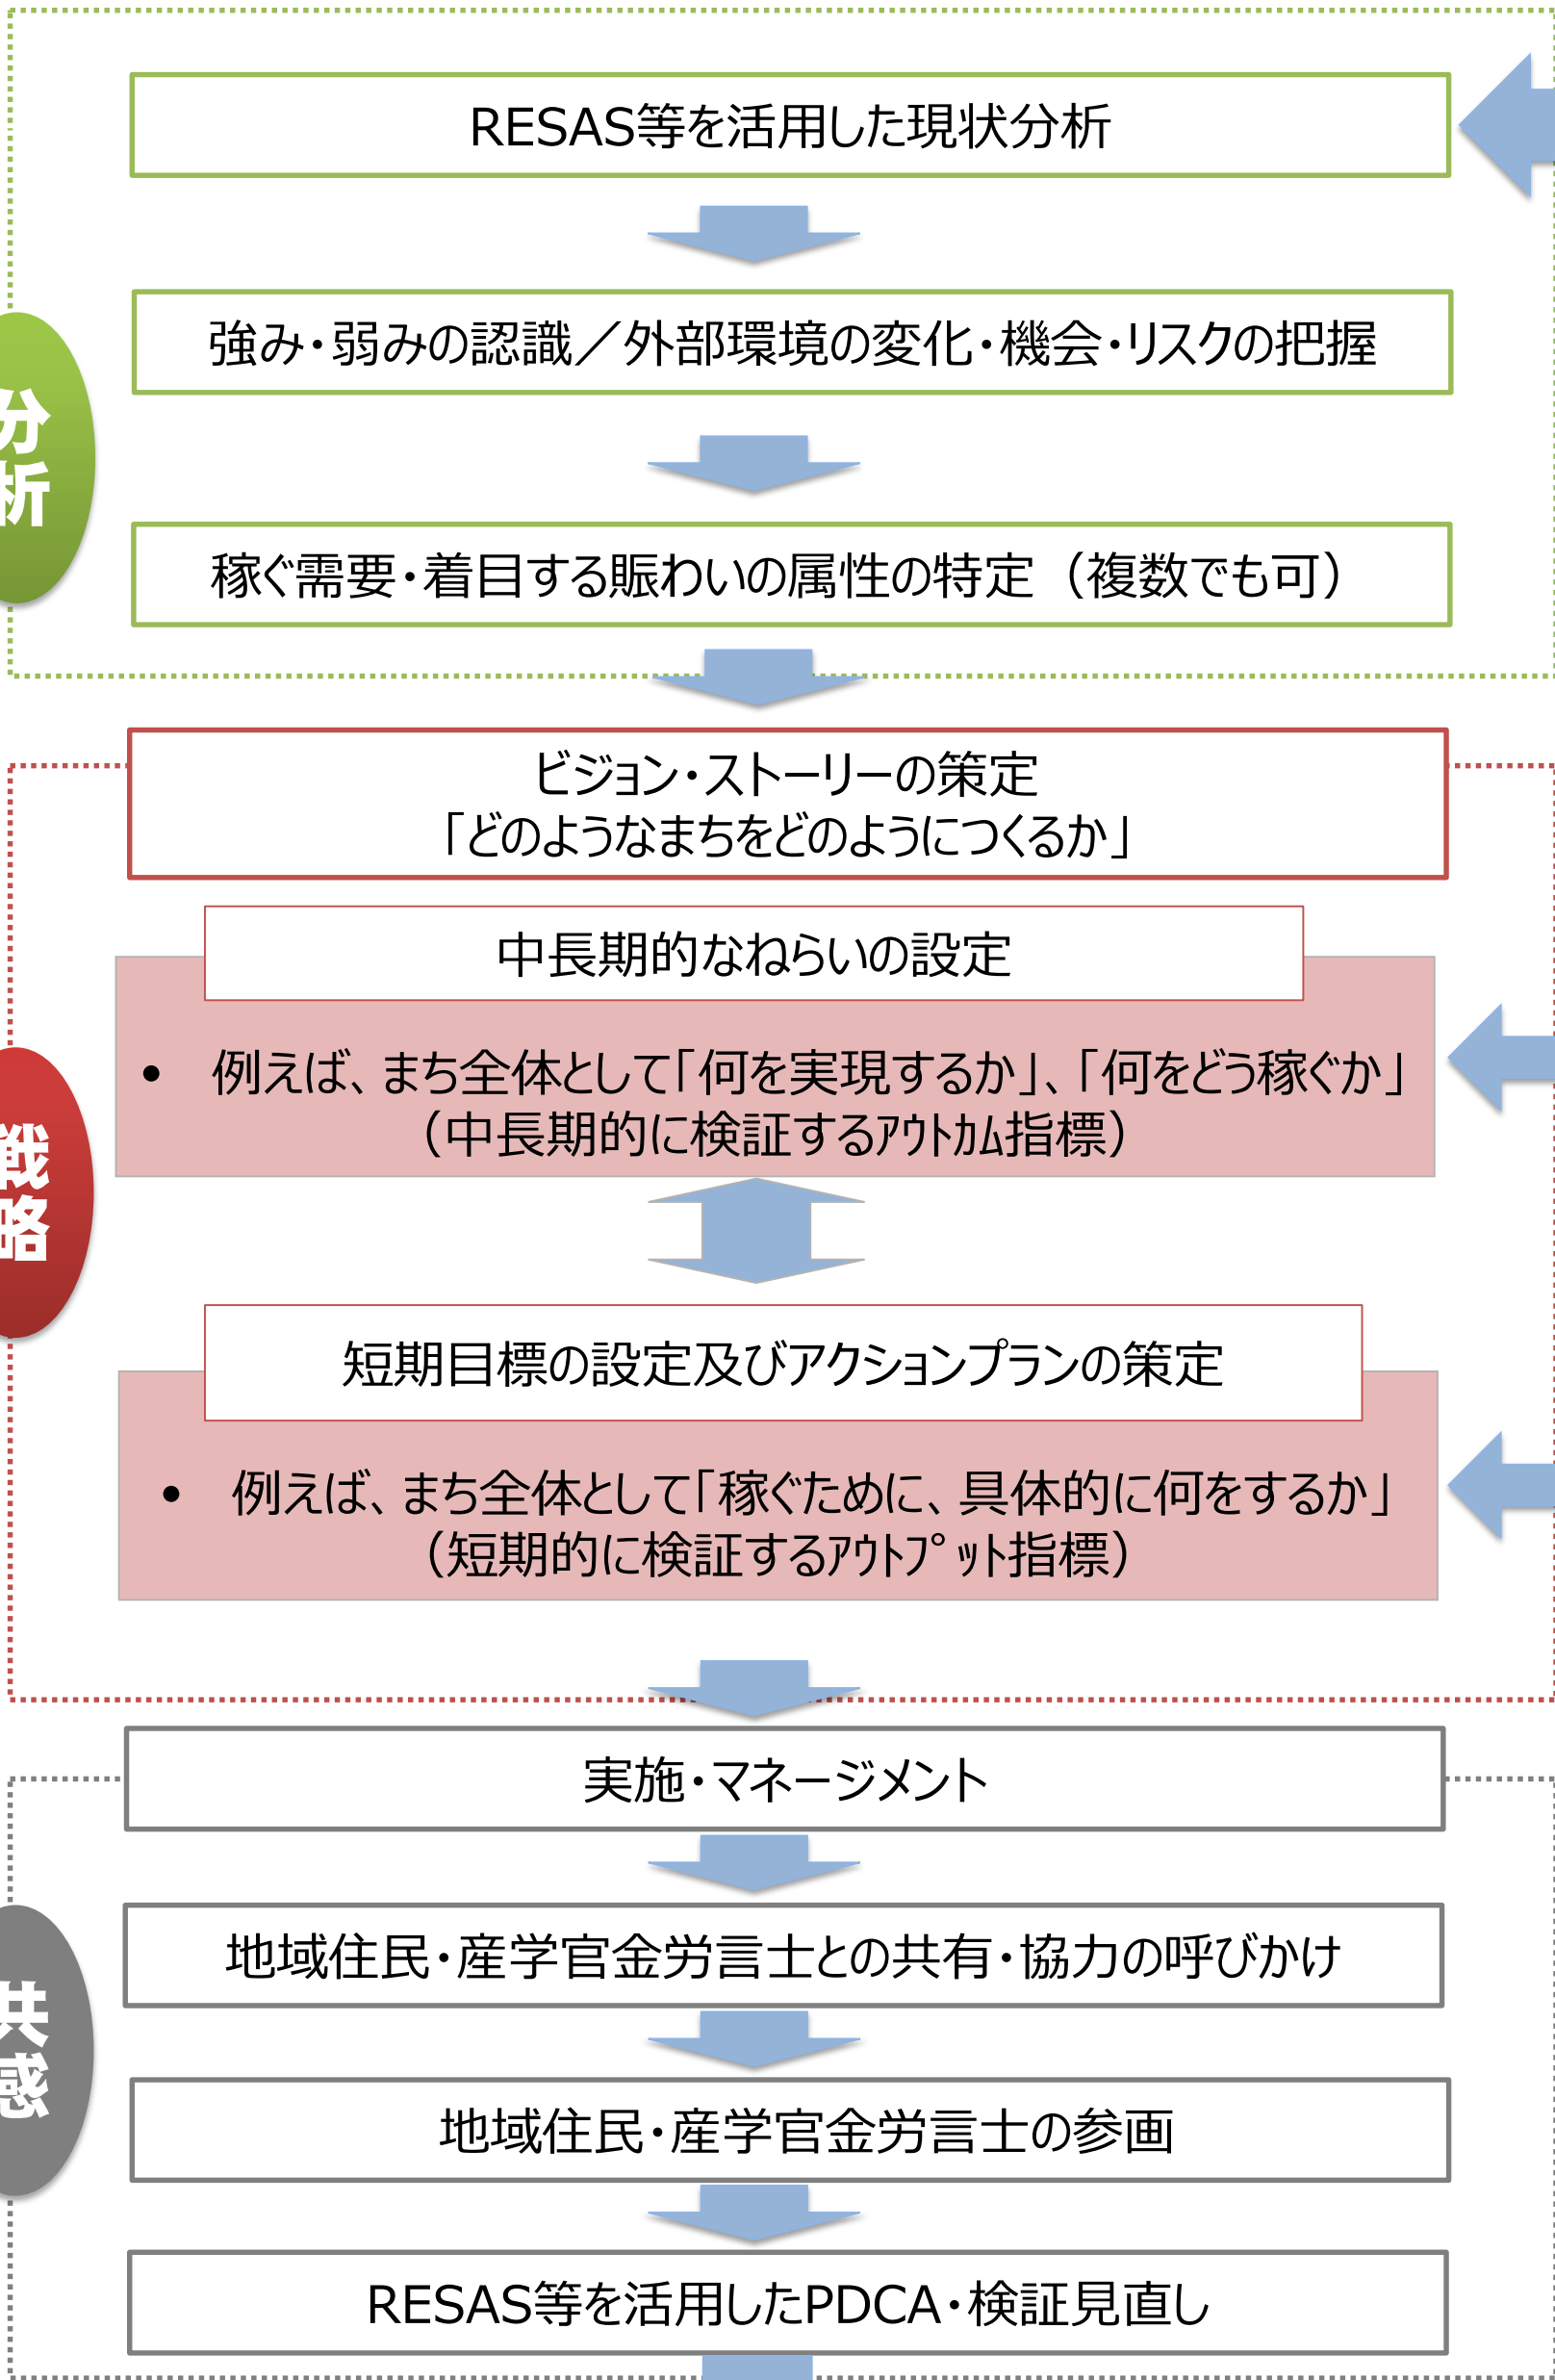 RESAS等を活用した現状分析
強み・弱みの認識／外部環境の変化・機会・リスクの把握
分
析
稼ぐ需要・着目する賑わいの属性の特定（複数でも可）
ビジョン・ストーリーの策定
「どのようなまちをどのようにつくるか」
中長期的なねらいの設定
• 例えば、まち全体として「何を実現するか」、「何をどう稼ぐか」
（中長期的に検証するｱｳﾄｶﾑ指標）
戦
略
短期目標の設定及びアクションプランの策定
• 例えば、まち全体として「稼ぐために、具体的に何をするか」
（短期的に検証するｱｳﾄﾌﾟｯﾄ指標）
実施・マネージメント
地域住民・産学官金労言士との共有・協力の呼びかけ
共
感
地域住民・産学官金労言士の参画
RESAS等を活用したPDCA・検証見直し